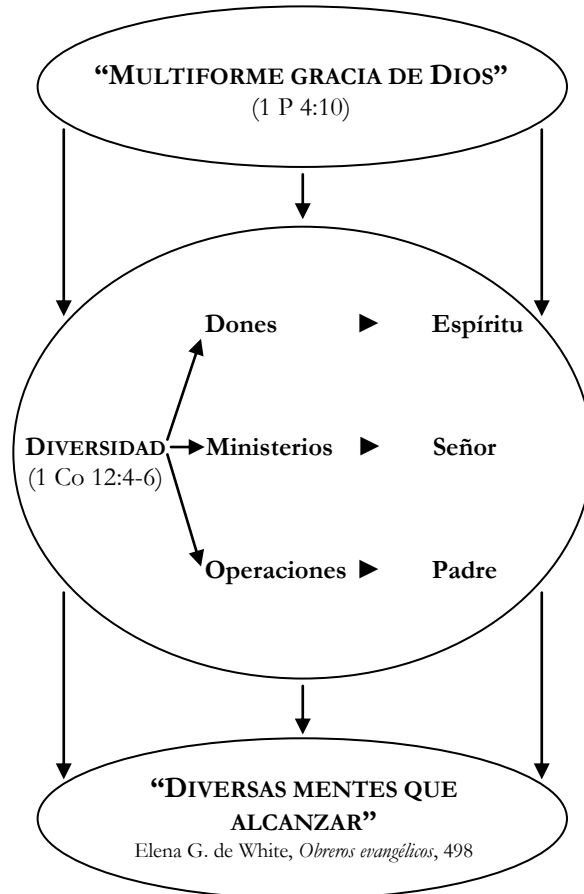 “MULTIFORME GRACIA DE DIOS”
(1 P 4:10)
Dones ► Espíritu
DIVERSIDAD Ministerios ► Señor
(1 Co 12:4-6)
Operaciones ► Padre
“DIVERSAS MENTES QUE
ALCANZAR”
Elena G. de White, Obreros evangélicos, 498